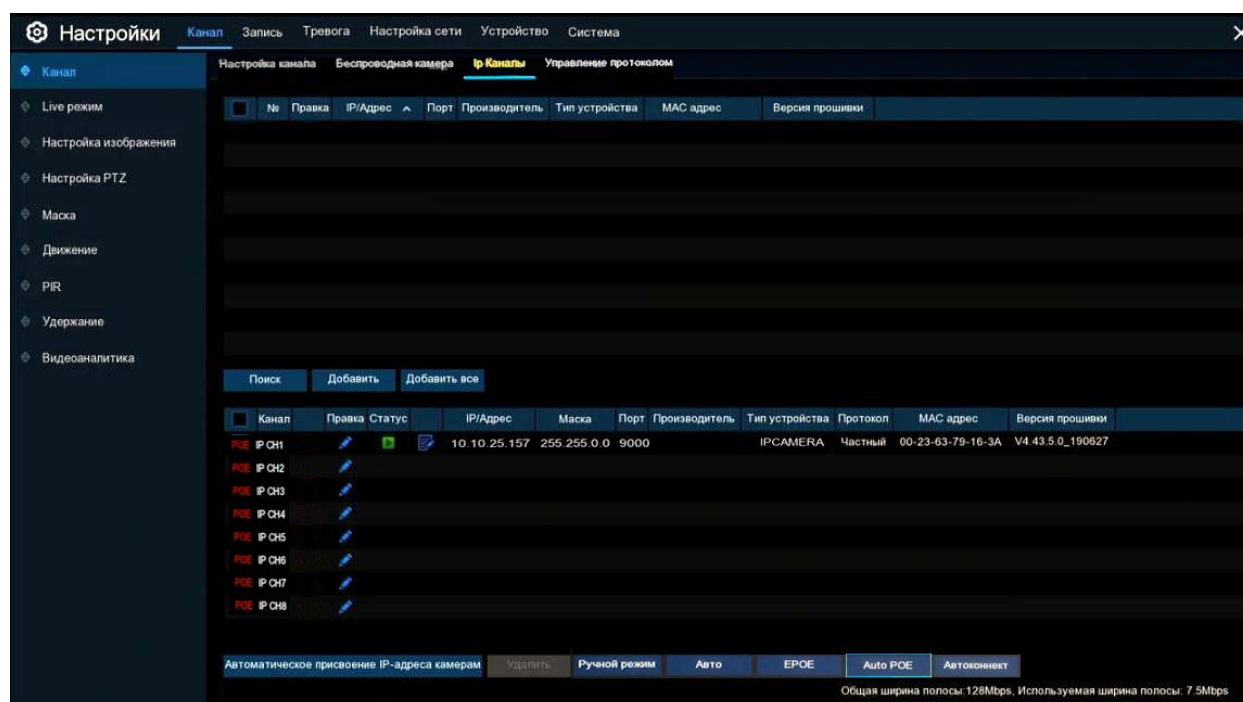 Настройки Канал Запись Тревога Настройка сети Устройство Система
Настройка канала Беспроводная камера Ip Каналы Управление протоколом
Канал
Live режим
Настройка изображения
Настройка PTZ
Маска
Движение
PIR
Удержание
Видеоаналитика
№ Правка IP/Адрес Порт Производитель Тип устройства MAC адрес Версия прошивки
Поиск Добавить Добавить все
Канал Правка Статус IP/Адрес Маска Порт Производитель Тип устройства Протокол MAC адрес Версия прошивки
POE IP CH1 10.10.25.157 255.255.0.0 9000 IPCAMERA Частный 00-23-63-79-16-3A V4.43.5.0_190627
POE IP CH2
POE IP CH3
POE IP CH4
POE IP CH5
POE IP CH6
POE IP CH7
POE IP CH8
Автоматическое присвоение IP-адреса камерам Удалить Ручной режим Авто EPOE Auto POE Автоконнект
Общая ширина полосы:128Mbps, Используемая ширина полосы: 7.5Mbps